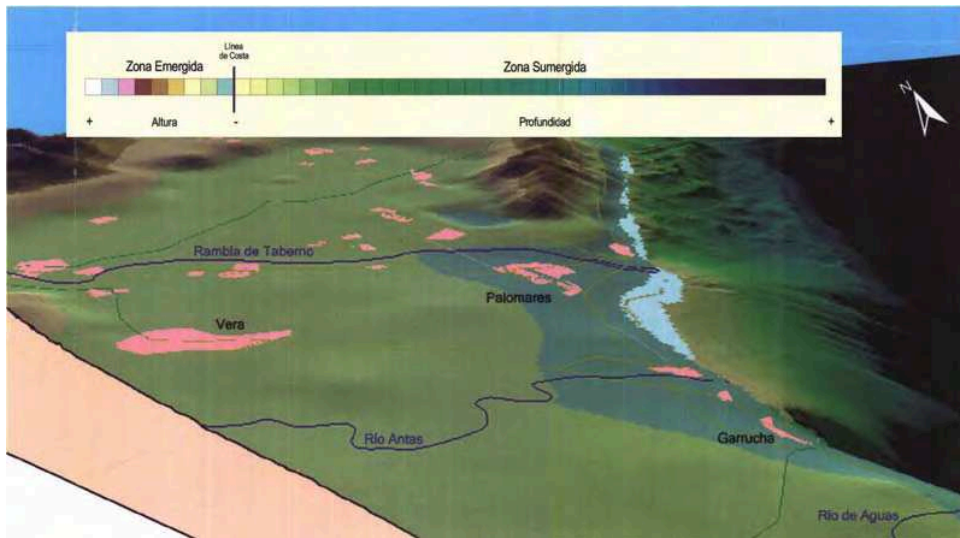 Línea
de Costa
Zona Emergida
Zona Sumergida
+
Altura
-
Profundidad
+
N
Rambla de Taberno
Palomares
Vera
Río Antas
Garrucha
Río de Aguas